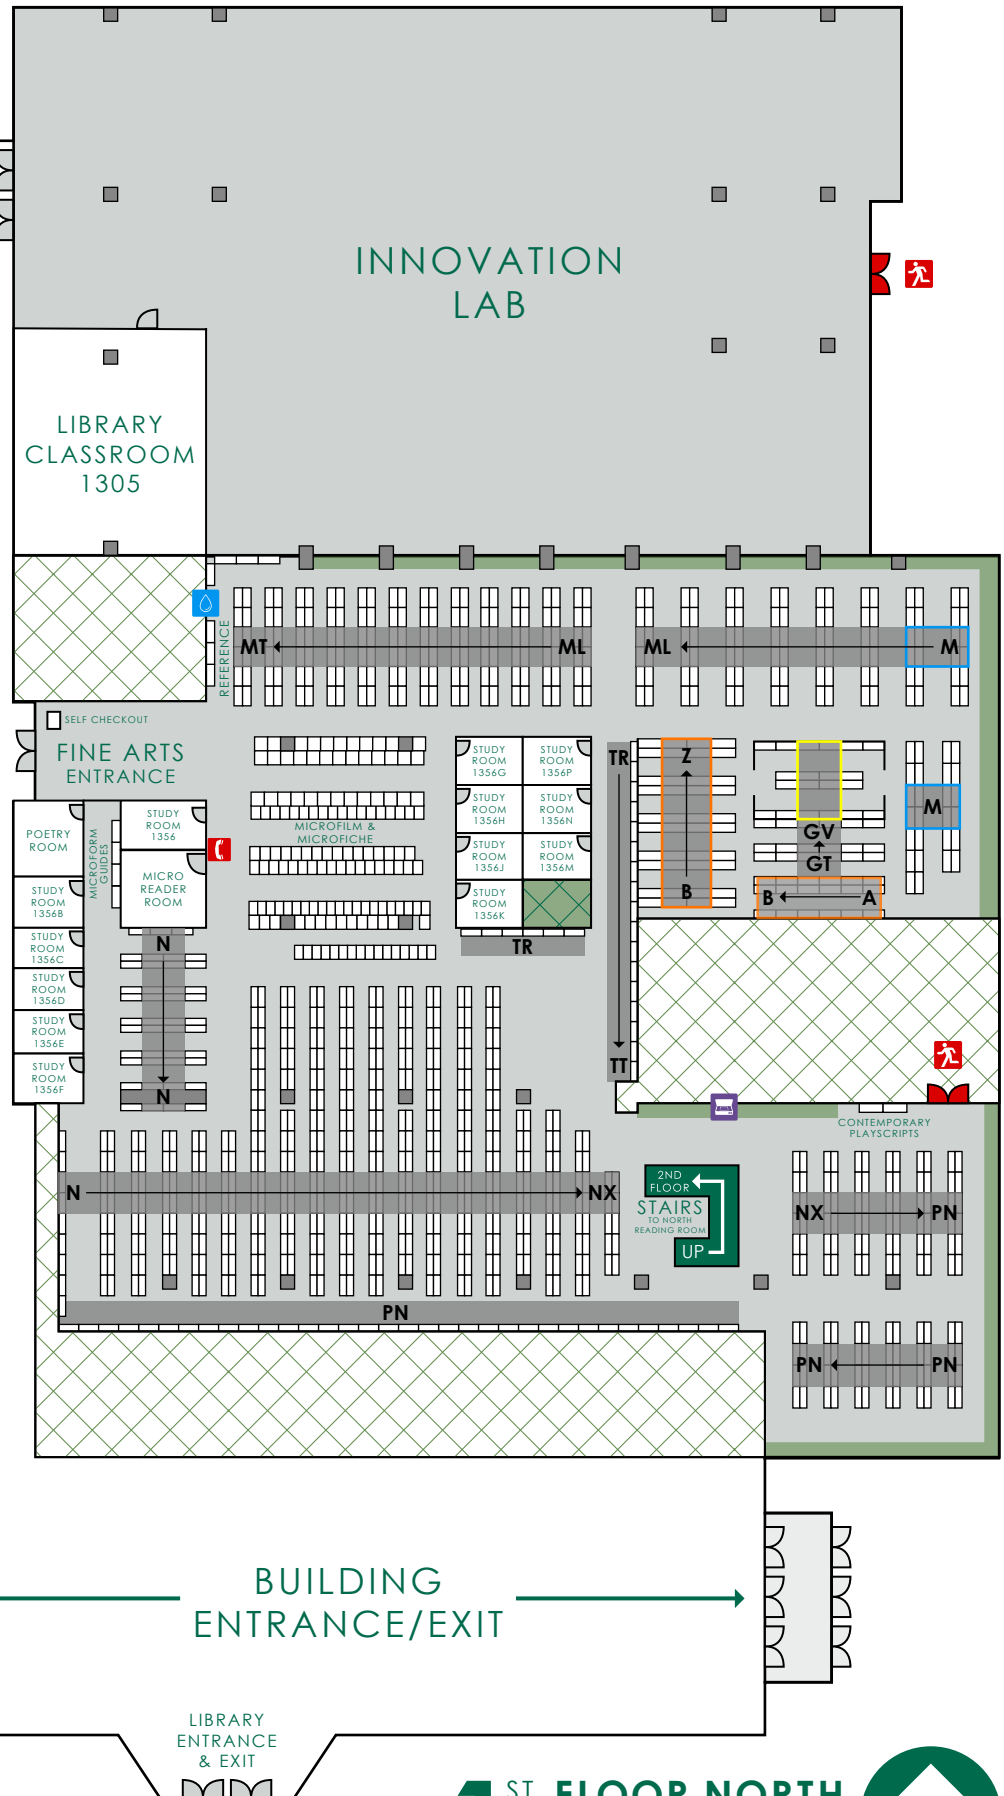 INNOVATION
LAB
LIBRARY
CLASSROOM
1305
REFERENCE
MT
ML
ML
M
SELF CHECKOUT
FINE ARTS
ENTRANCE
STUDY
ROOM
1356G
STUDY
ROOM
1356P
STUDY
ROOM
1356H
STUDY
ROOM
1356N
STUDY
ROOM
1356J
STUDY
ROOM
1356M
STUDY
ROOM
1356K
TR
TR
TT
Z
B
GV
GT
B
A
M
POETRY
ROOM
MICROFORM
GUIDES
STUDY
ROOM
1356
MICRO
READER
ROOM
MICROFILM &
MICROFICHE
STUDY
ROOM
1356B
STUDY
ROOM
1356C
STUDY
ROOM
1356D
STUDY
ROOM
1356E
STUDY
ROOM
1356F
N
N
CONTEMPORARY
PLAYSCRIPTS
N
NX
2ND
FLOOR
STAIRS
TO NORTH
READING ROOM
UP
NX
PN
PN
PN
PN
BUILDING
ENTRANCE/EXIT
LIBRARY
ENTRANCE
& EXIT
1ST FLOOR NORTH